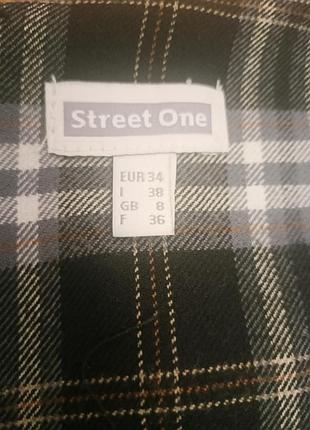 Street One
EUR 34
I 38
GB 8
F 36